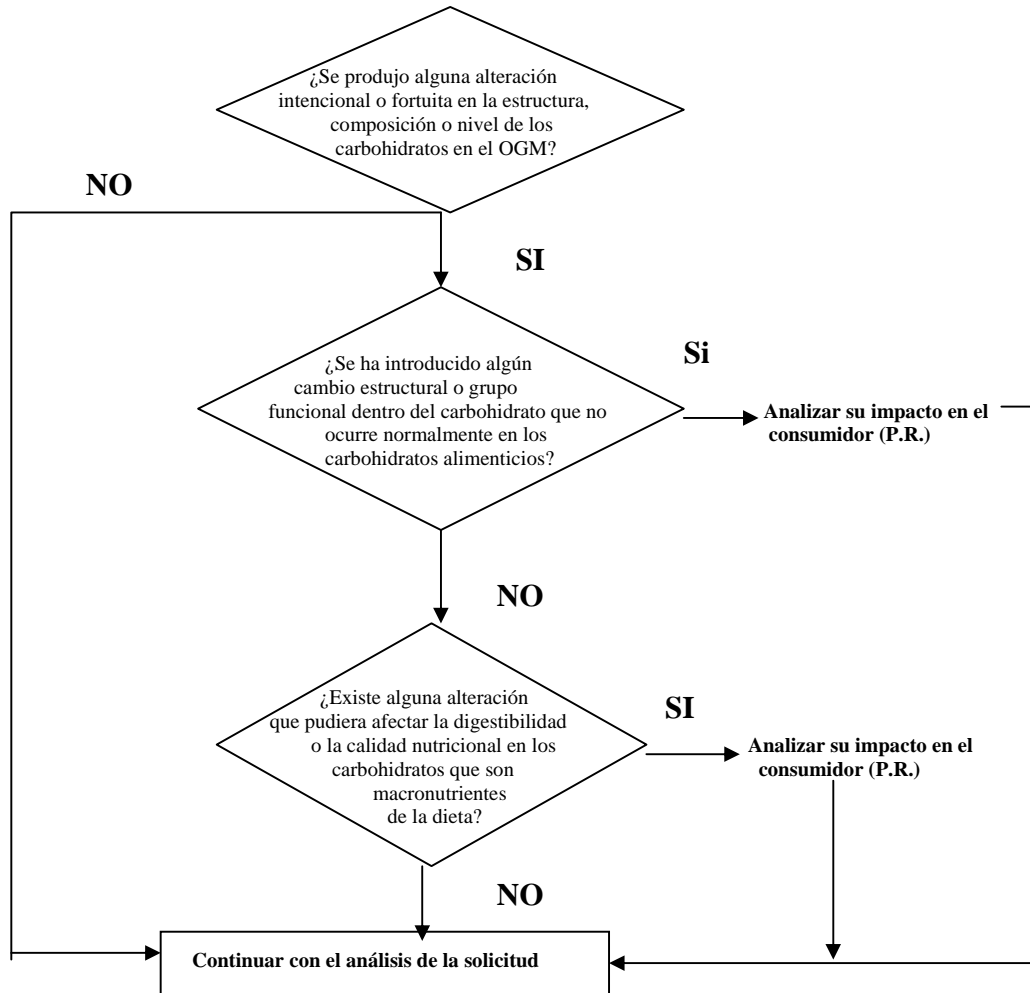 ¿Se produjo alguna alteración
intencional o fortuita en la estructura,
composición o nivel de los
carbohidratos en el OGM?
NO
SI
¿Se ha introducido algún
cambio estructural o grupo
funcional dentro del carbohidrato que no
ocurre normalmente en los
carbohidratos alimenticios?
Si
Analizar su impacto en el
consumidor (P.R.)
NO
¿Existe alguna alteración
que pudiera afectar la digestibilidad
o la calidad nutricional en los
carbohidratos que son
macronutrientes
de la dieta?
SI
Analizar su impacto en el
consumidor (P.R.)
NO
Continuar con el análisis de la solicitud